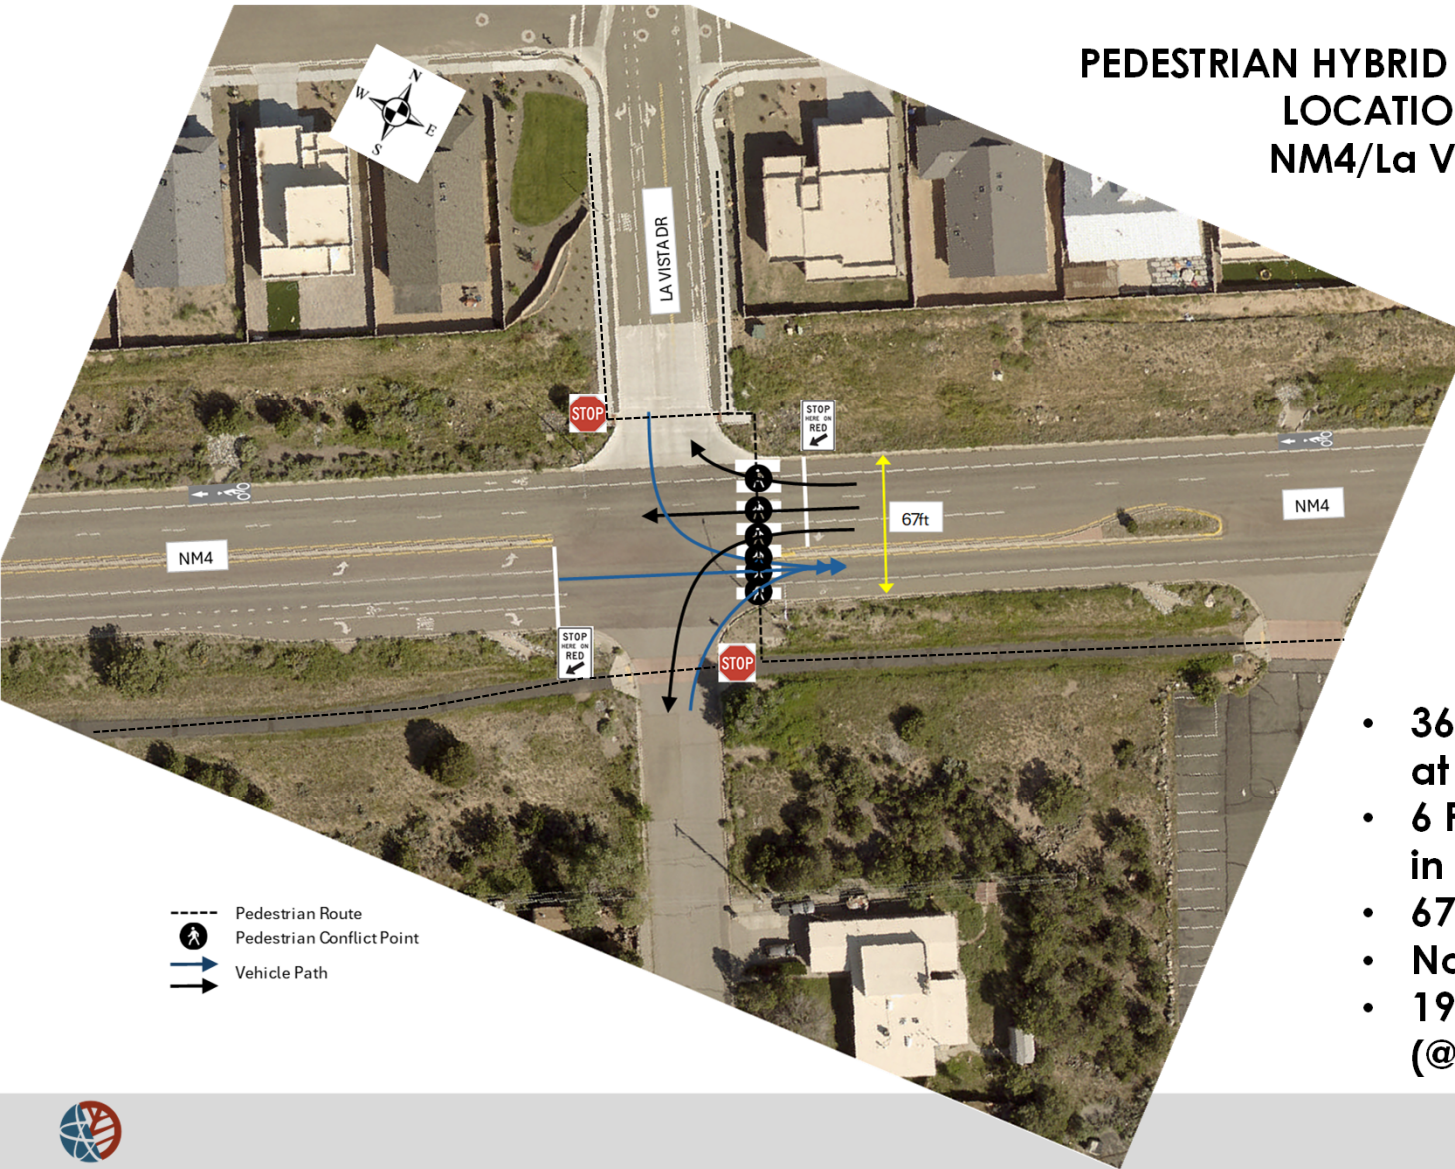 PEDESTRIAN HYBRID
LOCATIO
NM4/La V
N
W
E
S
LA VISTA DR
STOP
STOP
HERE ON
RED
67ft
NM4
NM4
STOP
HERE ON
RED
STOP
36
at
6 F
in
67
No
19
(@
Pedestrian Route
Pedestrian Conflict Point
Vehicle Path